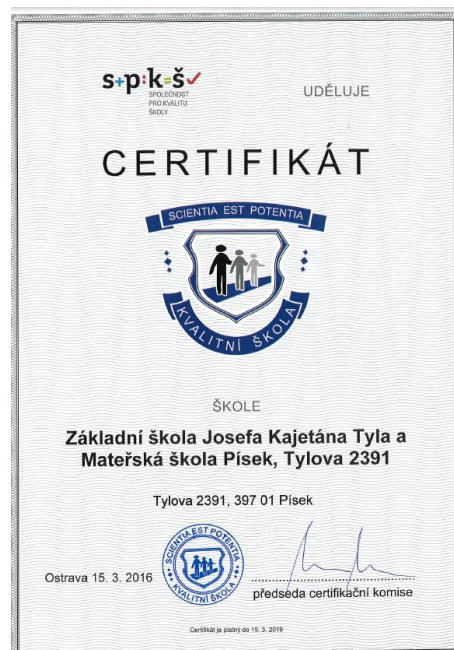 s+p:k=š✓
SPOLEČNOST
PRO KVALITU
ŠKOLY
UDĚLUJE
CERTIFIKÁT
SCIENTIA EST POTENTIA
KVALITNÍ ŠKOLA
ŠKOLE
Základní škola Josefa Kajetána Tyla a
Mateřská škola Písek, Tylova 2391
Tylova 2391, 397 01 Písek
SCIENTIA EST POTENTIA
KVALITNÍ ŠKOLA
Ostrava 15. 3. 2016
předseda certifikační komise
Certifikát je platný do 15. 3. 2019